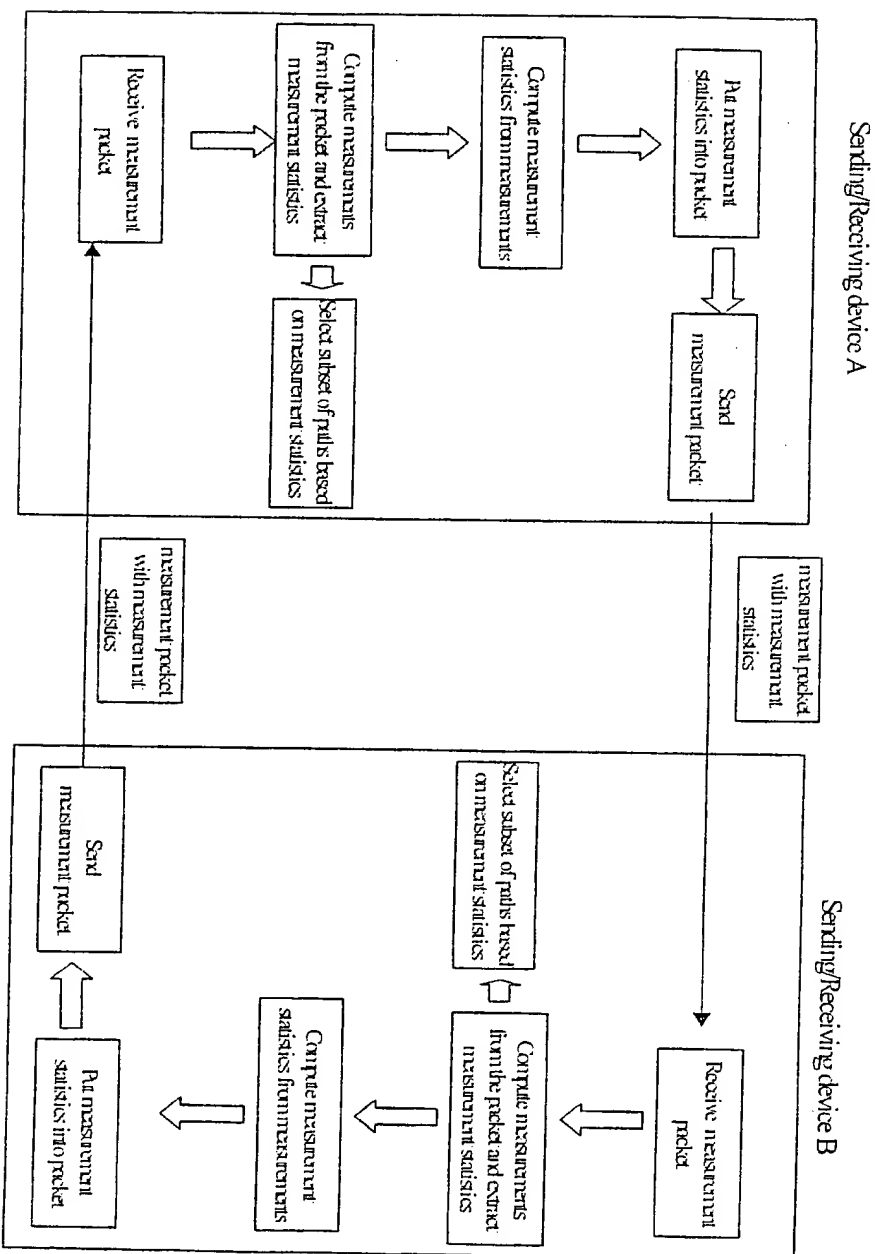 Sending/Receiving device A
Put measurement
statistics into packet
Send
measurement packet
Compute measurement
statistics from measurements
Compute measurements
from the packet and extract
measurement statistics
Select subset of paths based
on measurement statistics
Receive measurement
packet
measurement packet
with measurement
statistics
measurement packet
with measurement
statistics
Sending/Receiving device B
Receive measurement
packet
Select subset of paths based
on measurement statistics
Compute measurements
from the packet and extract
measurement statistics
Compute measurement
statistics from measurements
Send
measurement packet
Put measurement
statistics into packet